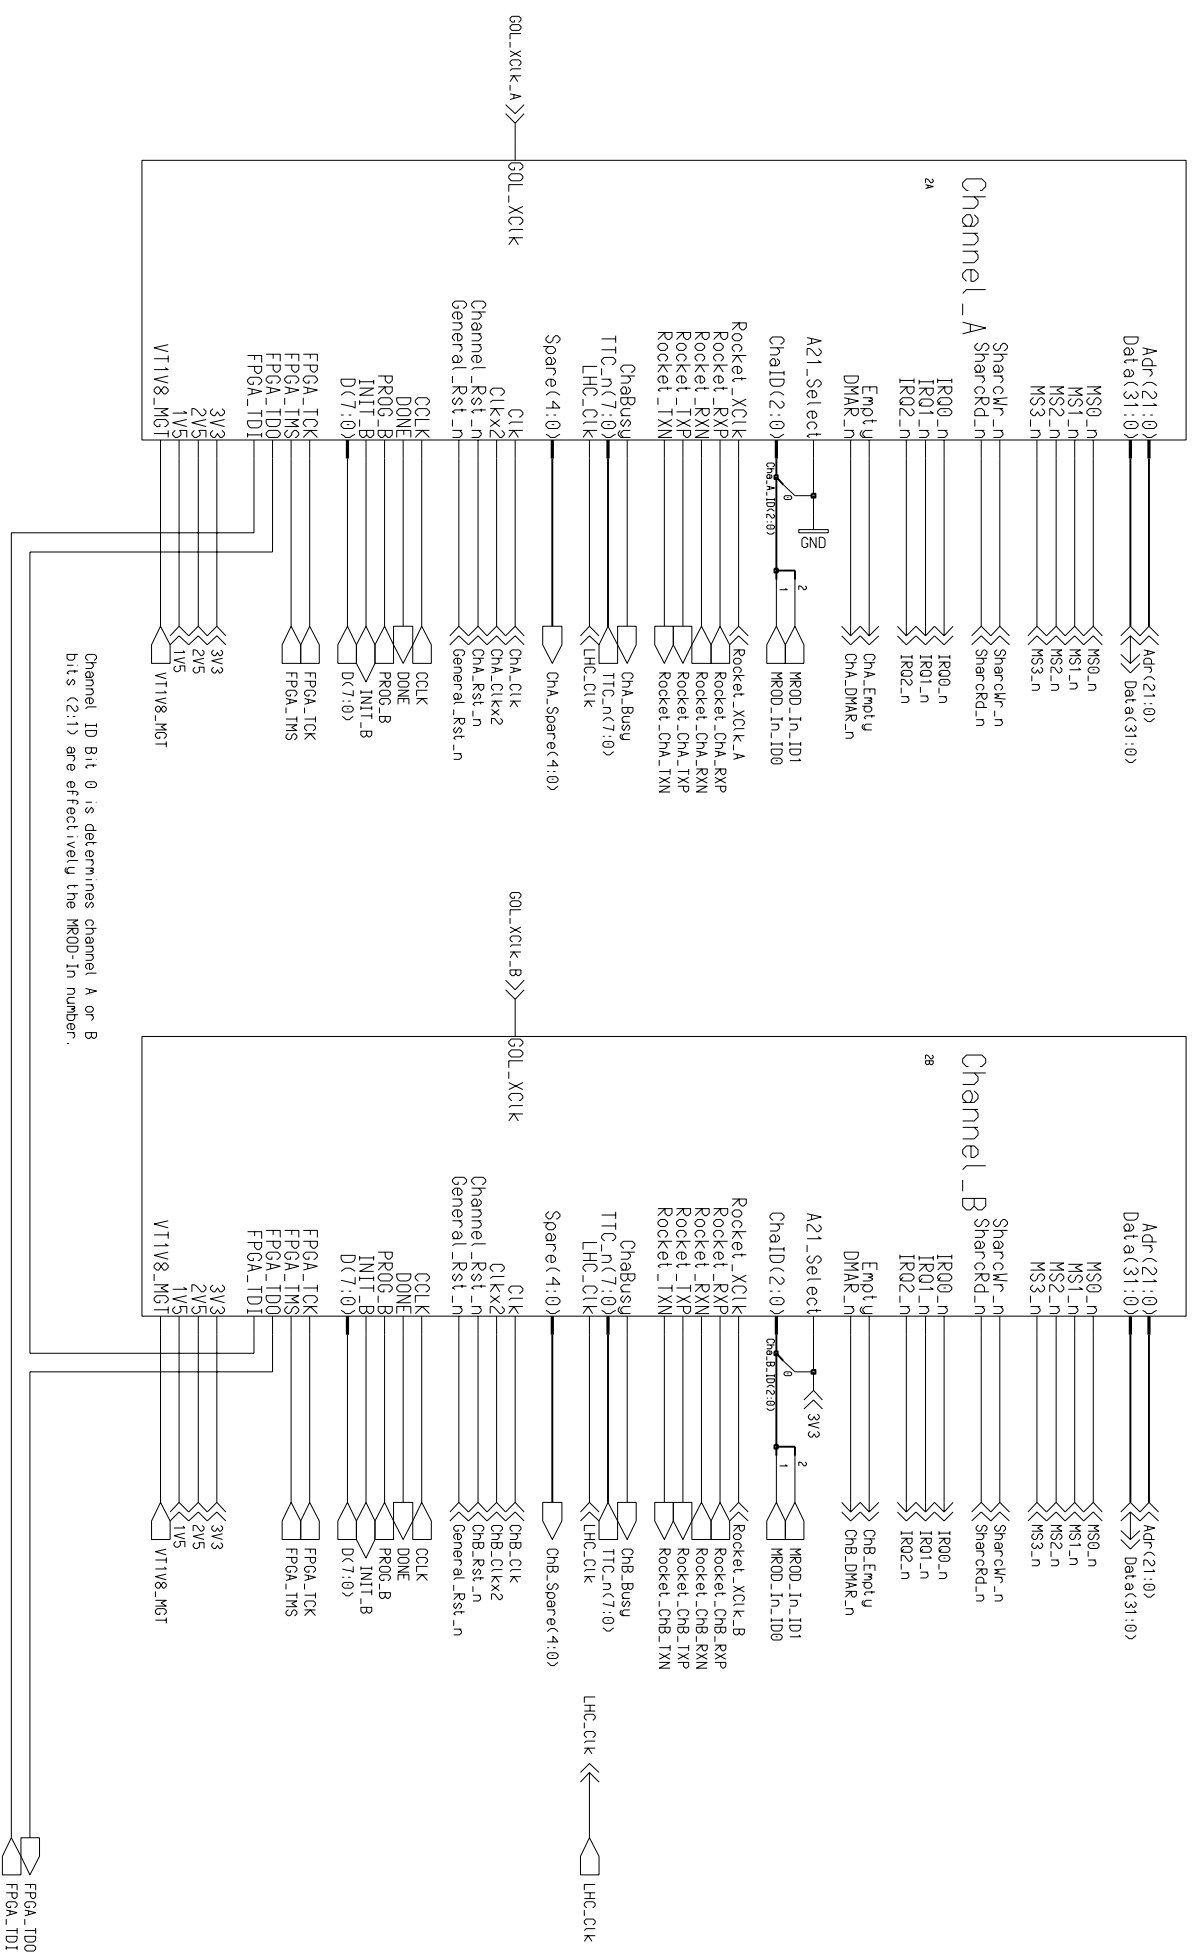 GOL_XClk_A
GOL_XClk
Channel_A
2A
Adr(21:0)
Data(31:0)
MS0_n
MS1_n
MS2_n
MS3_n
SharcWr_n
SharcRd_n
IRQ0_n
IRQ1_n
IRQ2_n
Empty
DMAR_n
A21_Select
ChaID(2:0)
Rocket_XClk
Rocket_RXP
Rocket_RXN
Rocket_TXP
Rocket_TXN
ChaBusy
TTC_n(7:0)
LHC_Clk
Spare(4:0)
Clk
Clkx2
Channel_Rst_n
General_Rst_n
CCLK
DONE
PROG_B
INIT_B
D(7:0)
FPGA_TCK
FPGA_TMS
FPGA_TDO
FPGA_TDI
3V3
2V5
1V5
VT1V8_MGT
Cha_A_ID(2:0)
0
GND
2
1
Adr(21:0)
Data(31:0)
MS0_n
MS1_n
MS2_n
MS3_n
SharcWr_n
SharcRd_n
IRQ0_n
IRQ1_n
IRQ2_n
ChA_Empty
ChA_DMAR_n
MROD_In_ID1
MROD_In_ID0
Rocket_XClk_A
Rocket_ChA_RXP
Rocket_ChA_RXN
Rocket_ChA_TXP
Rocket_ChA_TXN
ChA_Busy
TTC_n(7:0)
LHC_Clk
ChA_Spare(4:0)
ChA_Clk
ChA_Clkx2
ChA_Rst_n
General_Rst_n
CCLK
DONE
PROG_B
INIT_B
D(7:0)
FPGA_TCK
FPGA_TMS
3V3
2V5
1V5
VT1V8_MGT
Channel ID Bit 0 is determines channel A or B
bits (2:1) are effectively the MROD-In number.
GOL_XClk_B
GOL_XClk
Channel_B
2B
Adr(21:0)
Data(31:0)
MS0_n
MS1_n
MS2_n
MS3_n
SharcWr_n
SharcRd_n
IRQ0_n
IRQ1_n
IRQ2_n
Empty
DMAR_n
A21_Select
ChaID(2:0)
Rocket_XClk
Rocket_RXP
Rocket_RXN
Rocket_TXP
Rocket_TXN
ChaBusy
TTC_n(7:0)
LHC_Clk
Spare(4:0)
Clk
Clkx2
Channel_Rst_n
General_Rst_n
CCLK
DONE
PROG_B
INIT_B
D(7:0)
FPGA_TCK
FPGA_TMS
FPGA_TDO
FPGA_TDI
3V3
2V5
1V5
VT1V8_MGT
Cha_B_ID(2:0)
0
3V3
2
1
Adr(21:0)
Data(31:0)
MS0_n
MS1_n
MS2_n
MS3_n
SharcWr_n
SharcRd_n
IRQ0_n
IRQ1_n
IRQ2_n
ChB_Empty
ChB_DMAR_n
MROD_In_ID1
MROD_In_ID0
Rocket_XClk_B
Rocket_ChB_RXP
Rocket_ChB_RXN
Rocket_ChB_TXP
Rocket_ChB_TXN
ChB_Busy
TTC_n(7:0)
LHC_Clk
ChB_Spare(4:0)
ChB_Clk
ChB_Clkx2
ChB_Rst_n
General_Rst_n
CCLK
DONE
PROG_B
INIT_B
D(7:0)
FPGA_TCK
FPGA_TMS
3V3
2V5
1V5
VT1V8_MGT
LHC_Clk
LHC_Clk
FPGA_TDO
FPGA_TDI